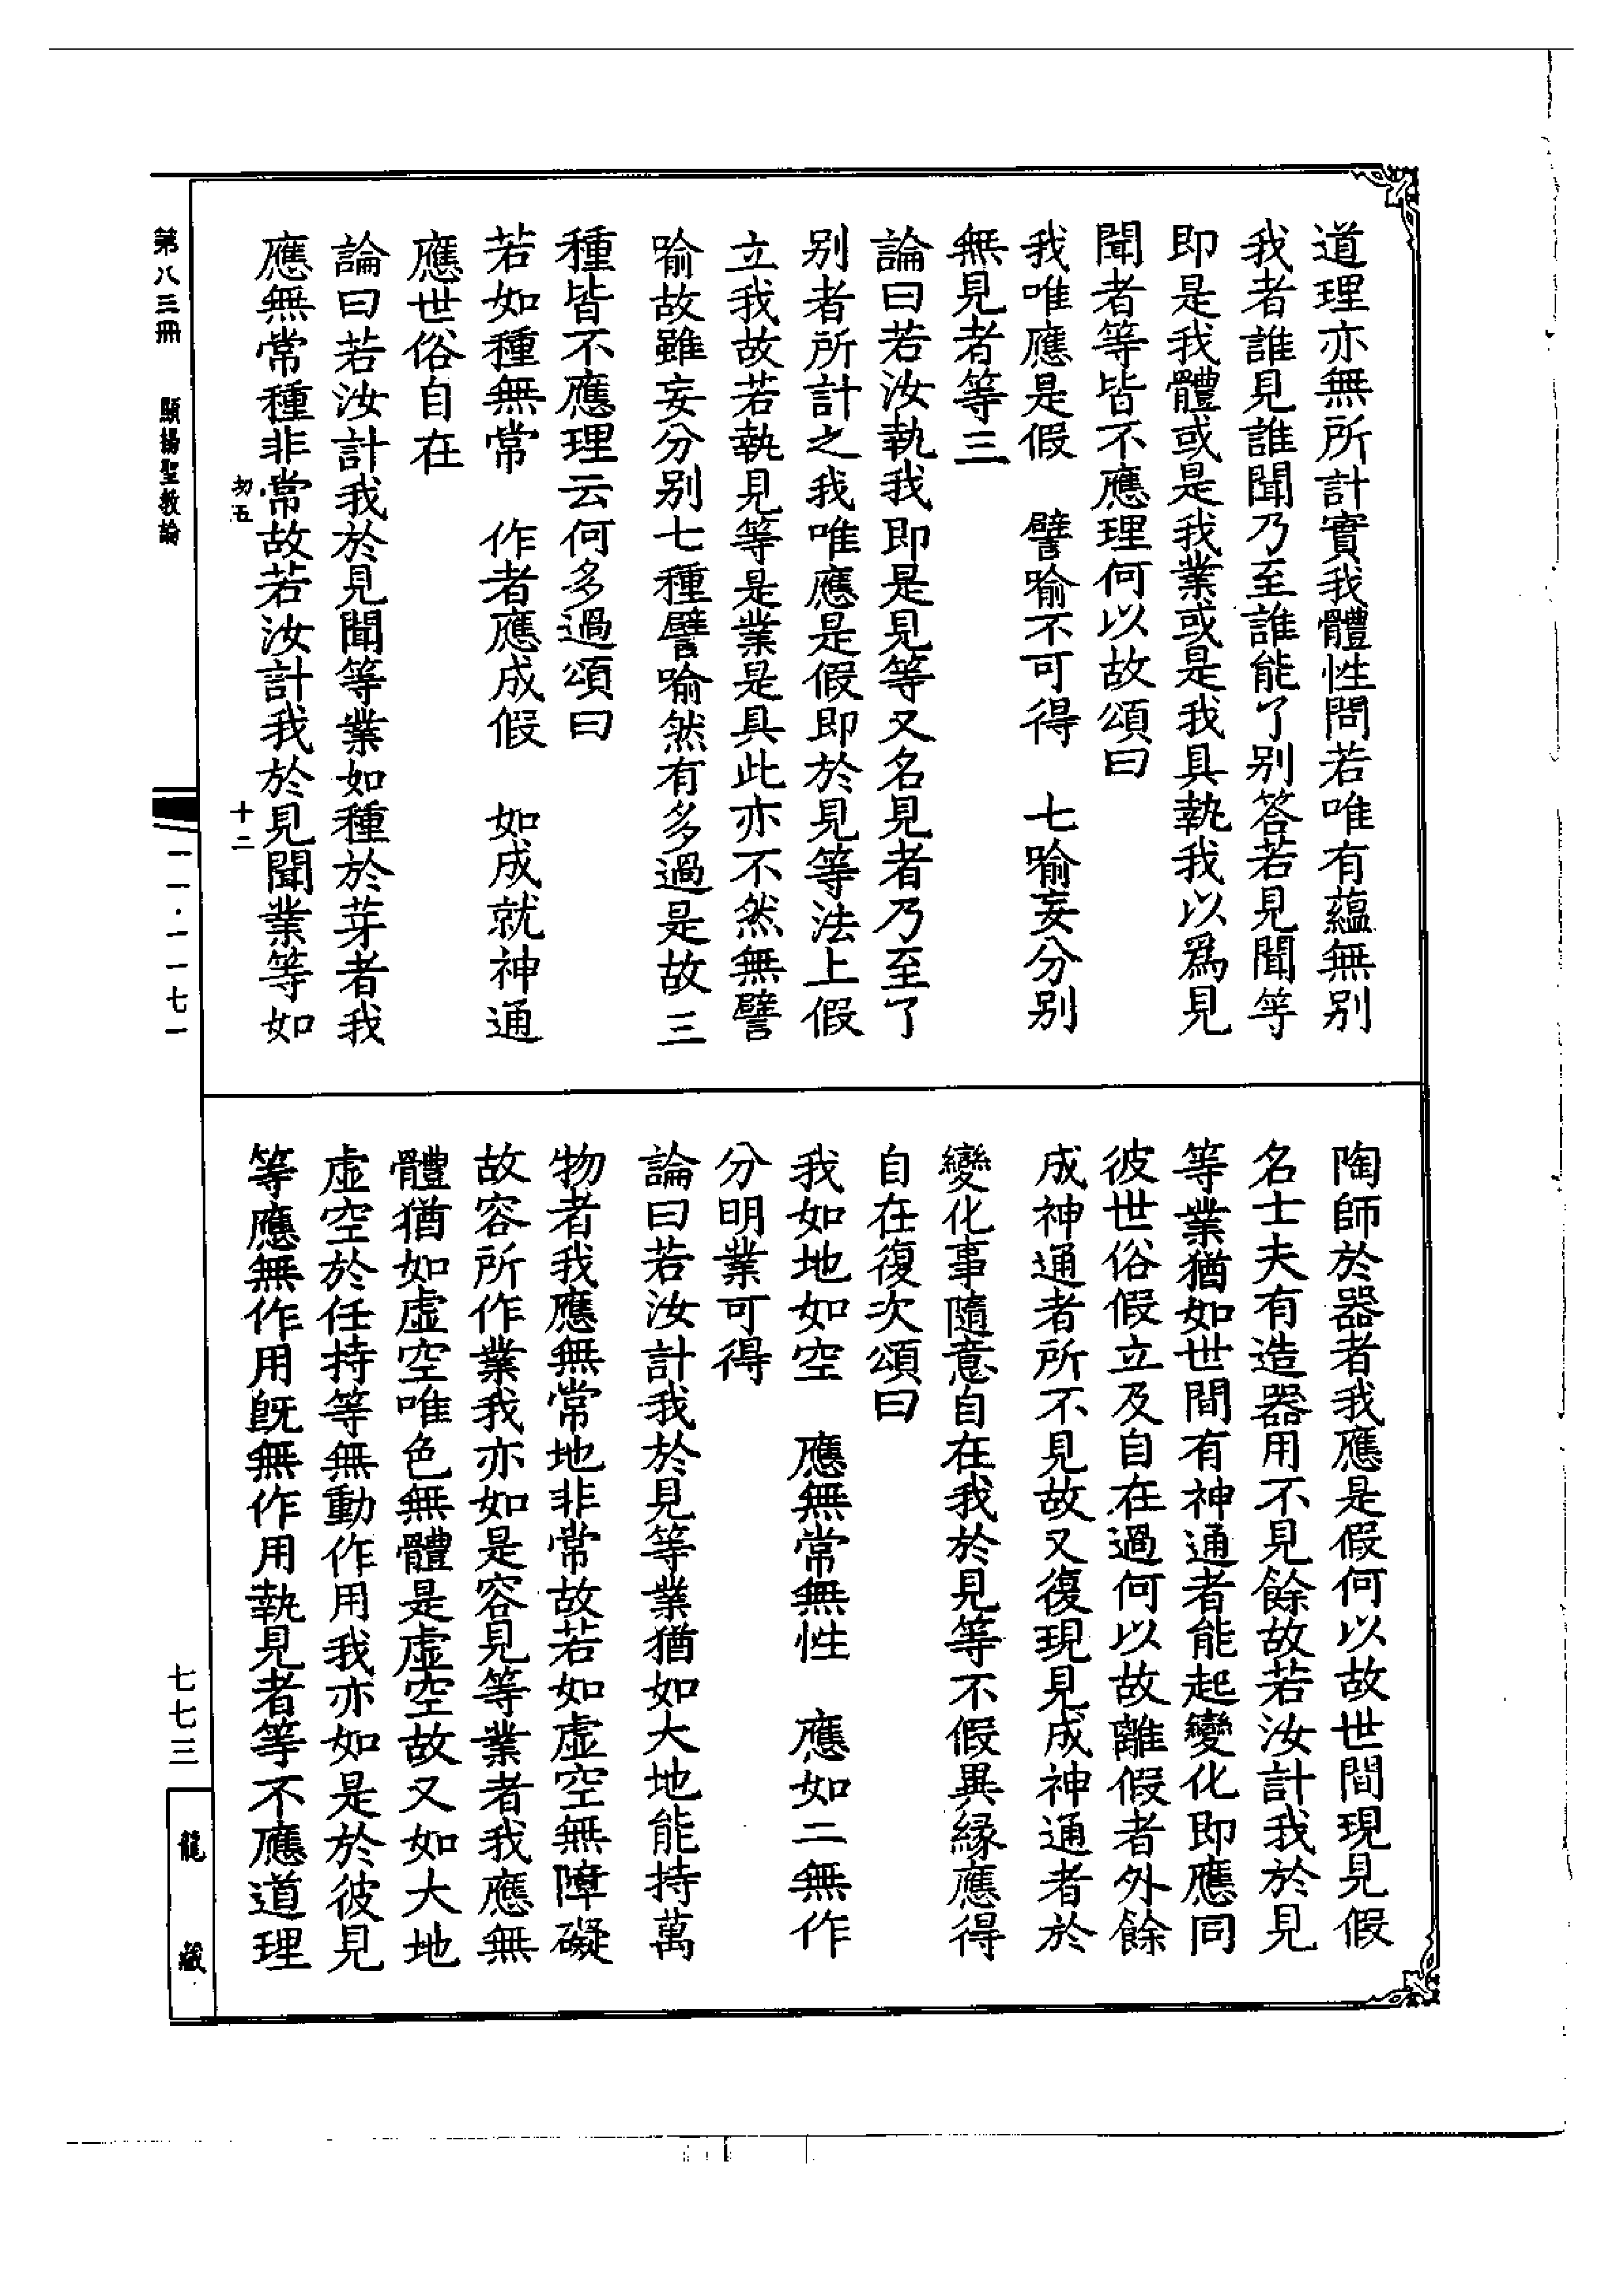 道理亦無所計實我體性問若唯有蘊無別
我者誰見誰聞乃至誰能了别答若見聞等
即是我體或是我業或是我具執我以爲見
聞者等皆不應理何以故頌曰
我唯應是假　譬喻不可得　七喻妄分别
無見者等三
論曰若汝執我即是見等又名見者乃至了
别者所計之我唯應是假即於見等法上假
立我故若執見等是業是具此亦不然無譬
喻故雖妄分别七種譬喻然有多過是故三
種皆不應理云何多過頌曰
若如種無常　作者應成假　如成就神通
應世俗自在
論曰若汝計我於見聞等業如種於芽者我
應無常種非常故若汝計我於見聞業等如
陶師於器者我應是假何以故世間現見假
名士夫有造器用不見餘故若汝計我於見
等業猶如世間有神通者能起變化即應同
彼世俗假立及自在過何以故離假者外餘
成神通者所不見故又復現見成神通者於
變化事隨意自在我於見等不假異緣應得
自在復次頌曰
我如地如空　應無常無性　應如二無作
分明業可得
論曰若汝計我於見等業猶如大地能持萬
物者我應無常地非常故若如虛空無障礙
故容所作業我亦如是容見等業者我應無
體猶如虛空唯色無體是虛空故又如大地
虛空於任持等無動作用我亦如是於彼見
等應無作用旣無作用執見者等不應道理
第八三冊　顯揚聖教論
勿五　十二
一一·一一七一
七七三
龍藏